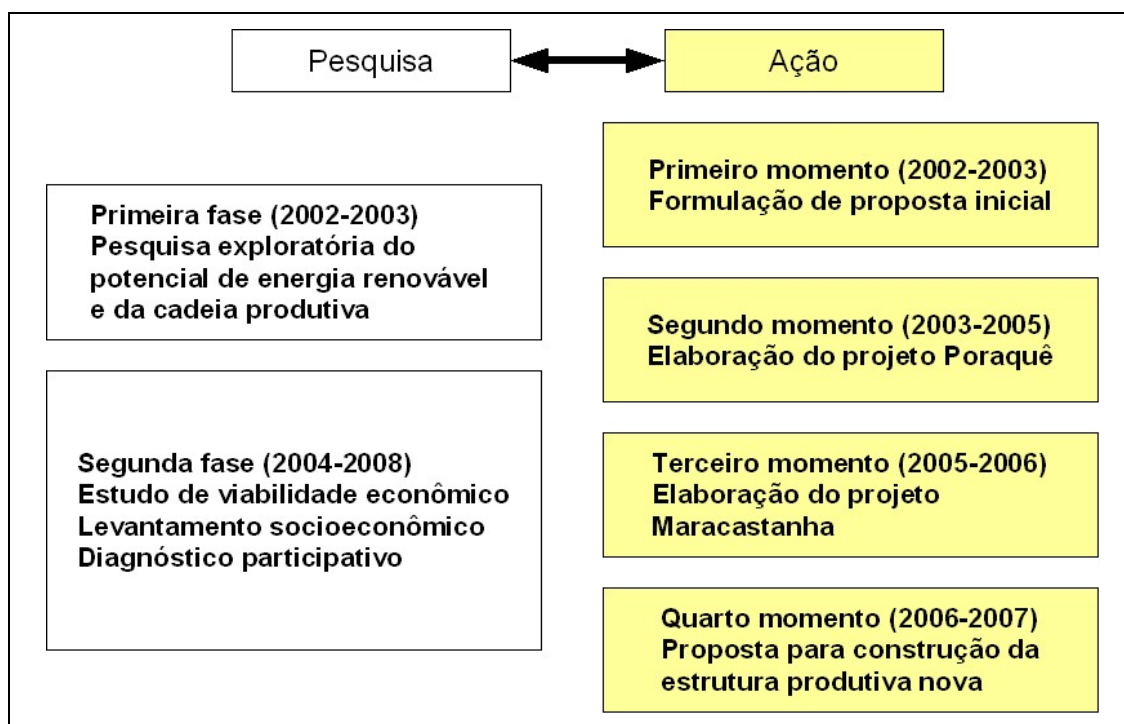 Pesquisa
Ação
Primeira fase (2002-2003)
Pesquisa exploratória do
potencial de energia renovável
e da cadeia produtiva
Segunda fase (2004-2008)
Estudo de viabilidade econômico
Levantamento socioeconômico
Diagnóstico participativo
Primeiro momento (2002-2003)
Formulação de proposta inicial
Segundo momento (2003-2005)
Elaboração do projeto Poraquê
Terceiro momento (2005-2006)
Elaboração do projeto
Maracastanha
Quarto momento (2006-2007)
Proposta para construção da
estrutura produtiva nova